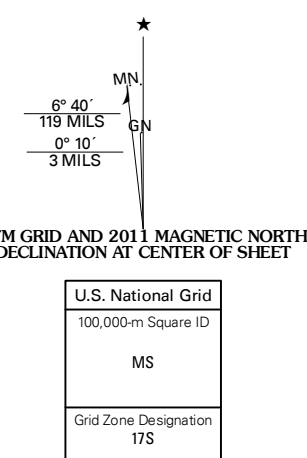 ★
MN
6° 40´
119 MILS
GN
0° 10´
3 MILS
GRID AND 2011 MAGNETIC NORTH
DECLINATION AT CENTER OF SHEET
U.S. National Grid
100,000-m Square ID
MS
Grid Zone Designation
17S